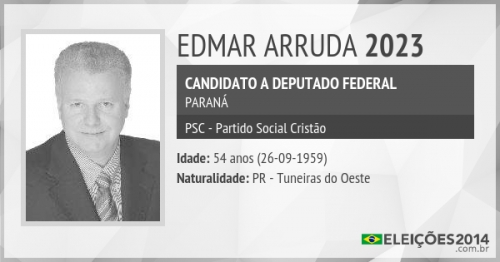 EDMAR ARRUDA 2023
CANDIDATO A DEPUTADO FEDERAL
PARANÁ
PSC - Partido Social Cristão
Idade: 54 anos (26-09-1959)
Naturalidade: PR - Tuneiras do Oeste
ELEIÇÕES2014
.com.br